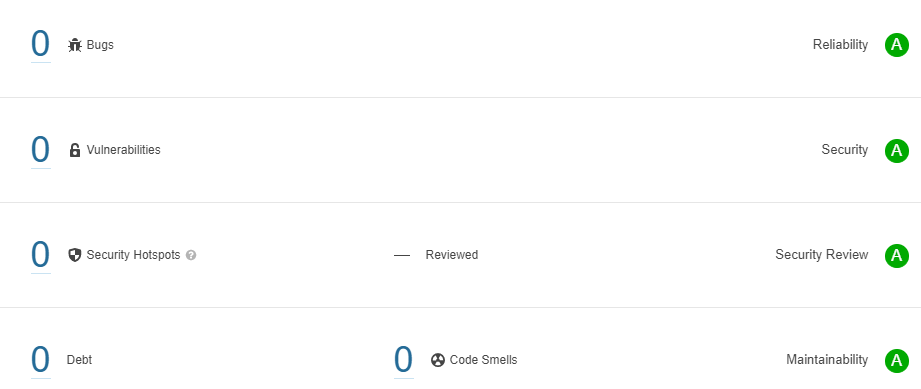 0 Bugs Reliability A
0 Vulnerabilities Security A
0 Security Hotspots ? — Reviewed Security Review A
0 Debt 0 Code Smells Maintainability A